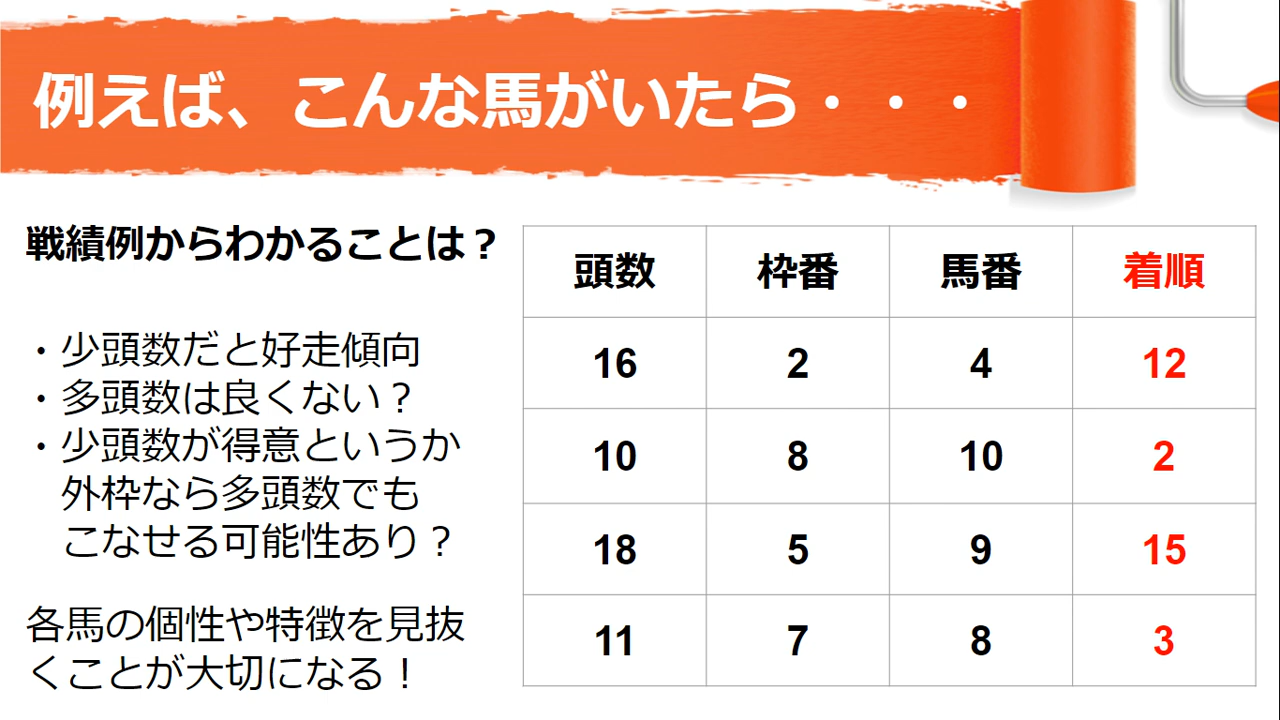 例えば、こんな馬がいたら・・・
戦績例からわかることは？
・少頭数だと好走傾向
・多頭数は良くない？
・少頭数が得意というか
外枠なら多頭数でも
こなせる可能性あり？
各馬の個性や特徴を見抜
くことが大切になる！
頭数 枠番 馬番 着順
16 2 4 12
10 8 10 2
18 5 9 15
11 7 8 3